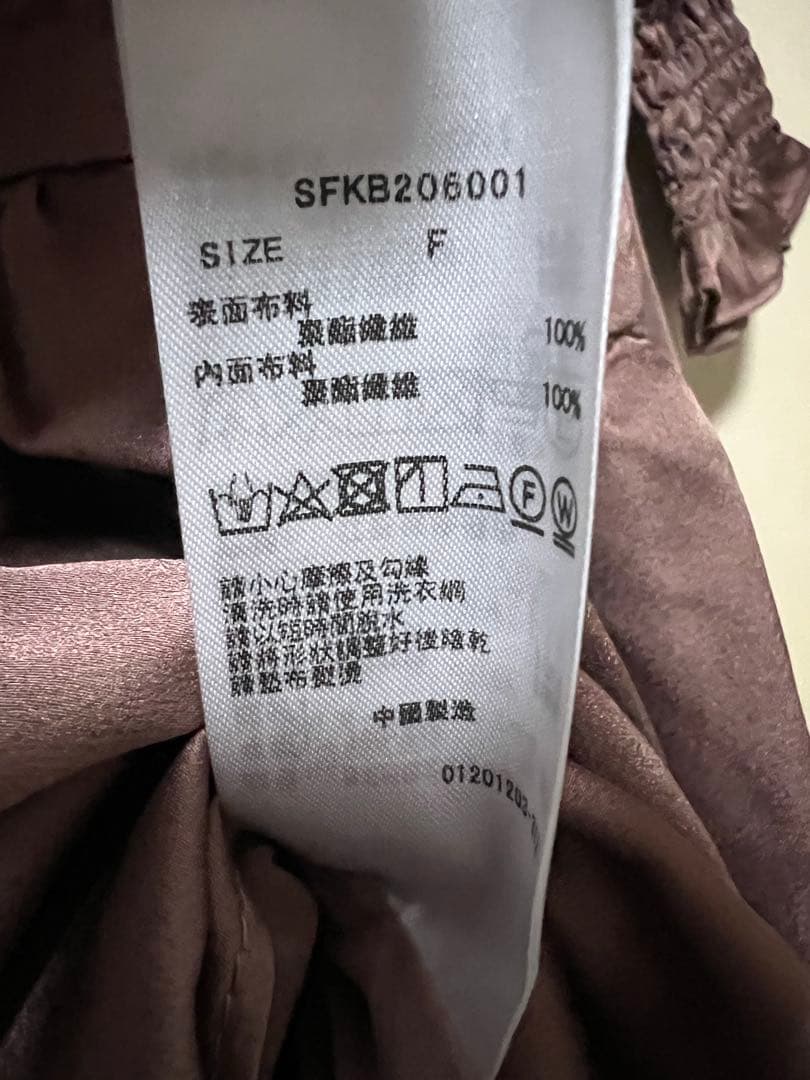 SFKB206001
SIZE F
表面布料
聚酯纖維 100%
內面布料
聚酯纖維 100%
F W
請小心摩擦及勾線
清洗時請使用洗衣網
請以短時間脫水
請將形狀調整好後陰乾
請墊布熨燙
中國製造
01201202